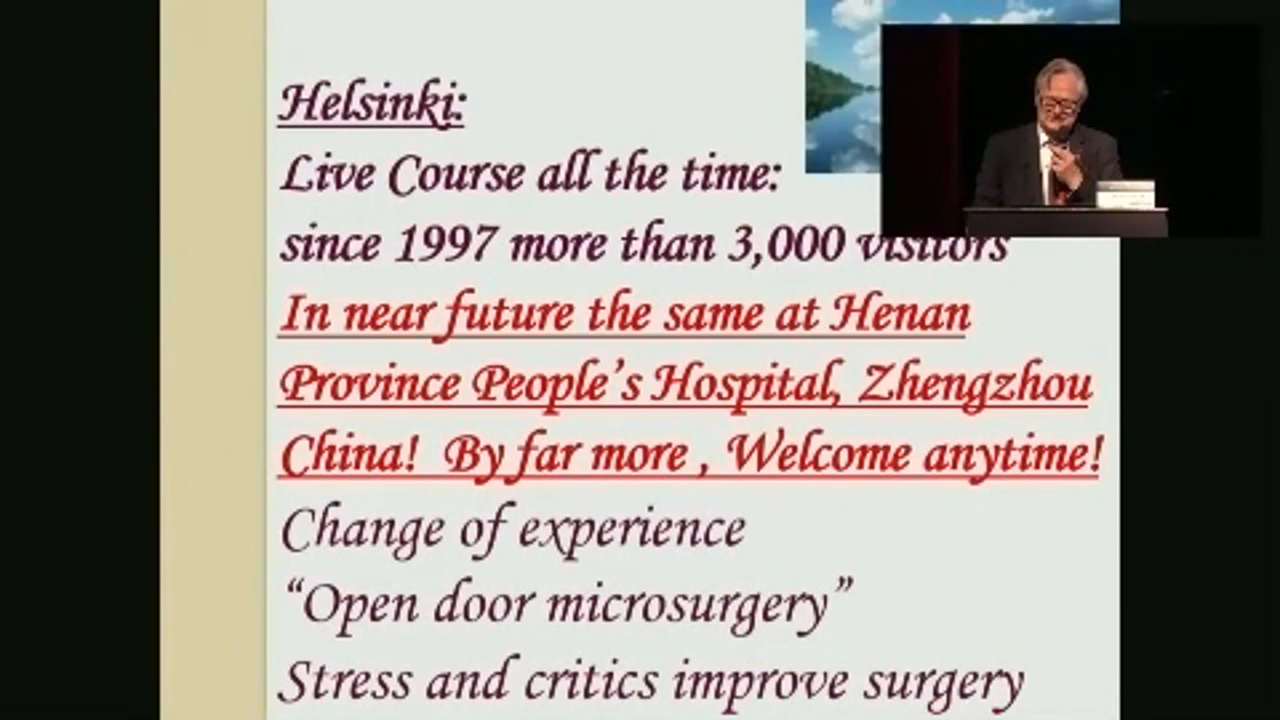 Helsinki:
Live Course all the time:
since 1997 more than 3,000 visitors
In near future the same at Henan
Province People's Hospital, Zhengzhou
China! By far more , Welcome anytime!
Change of experience
“Open door microsurgery”
Stress and critics improve surgery